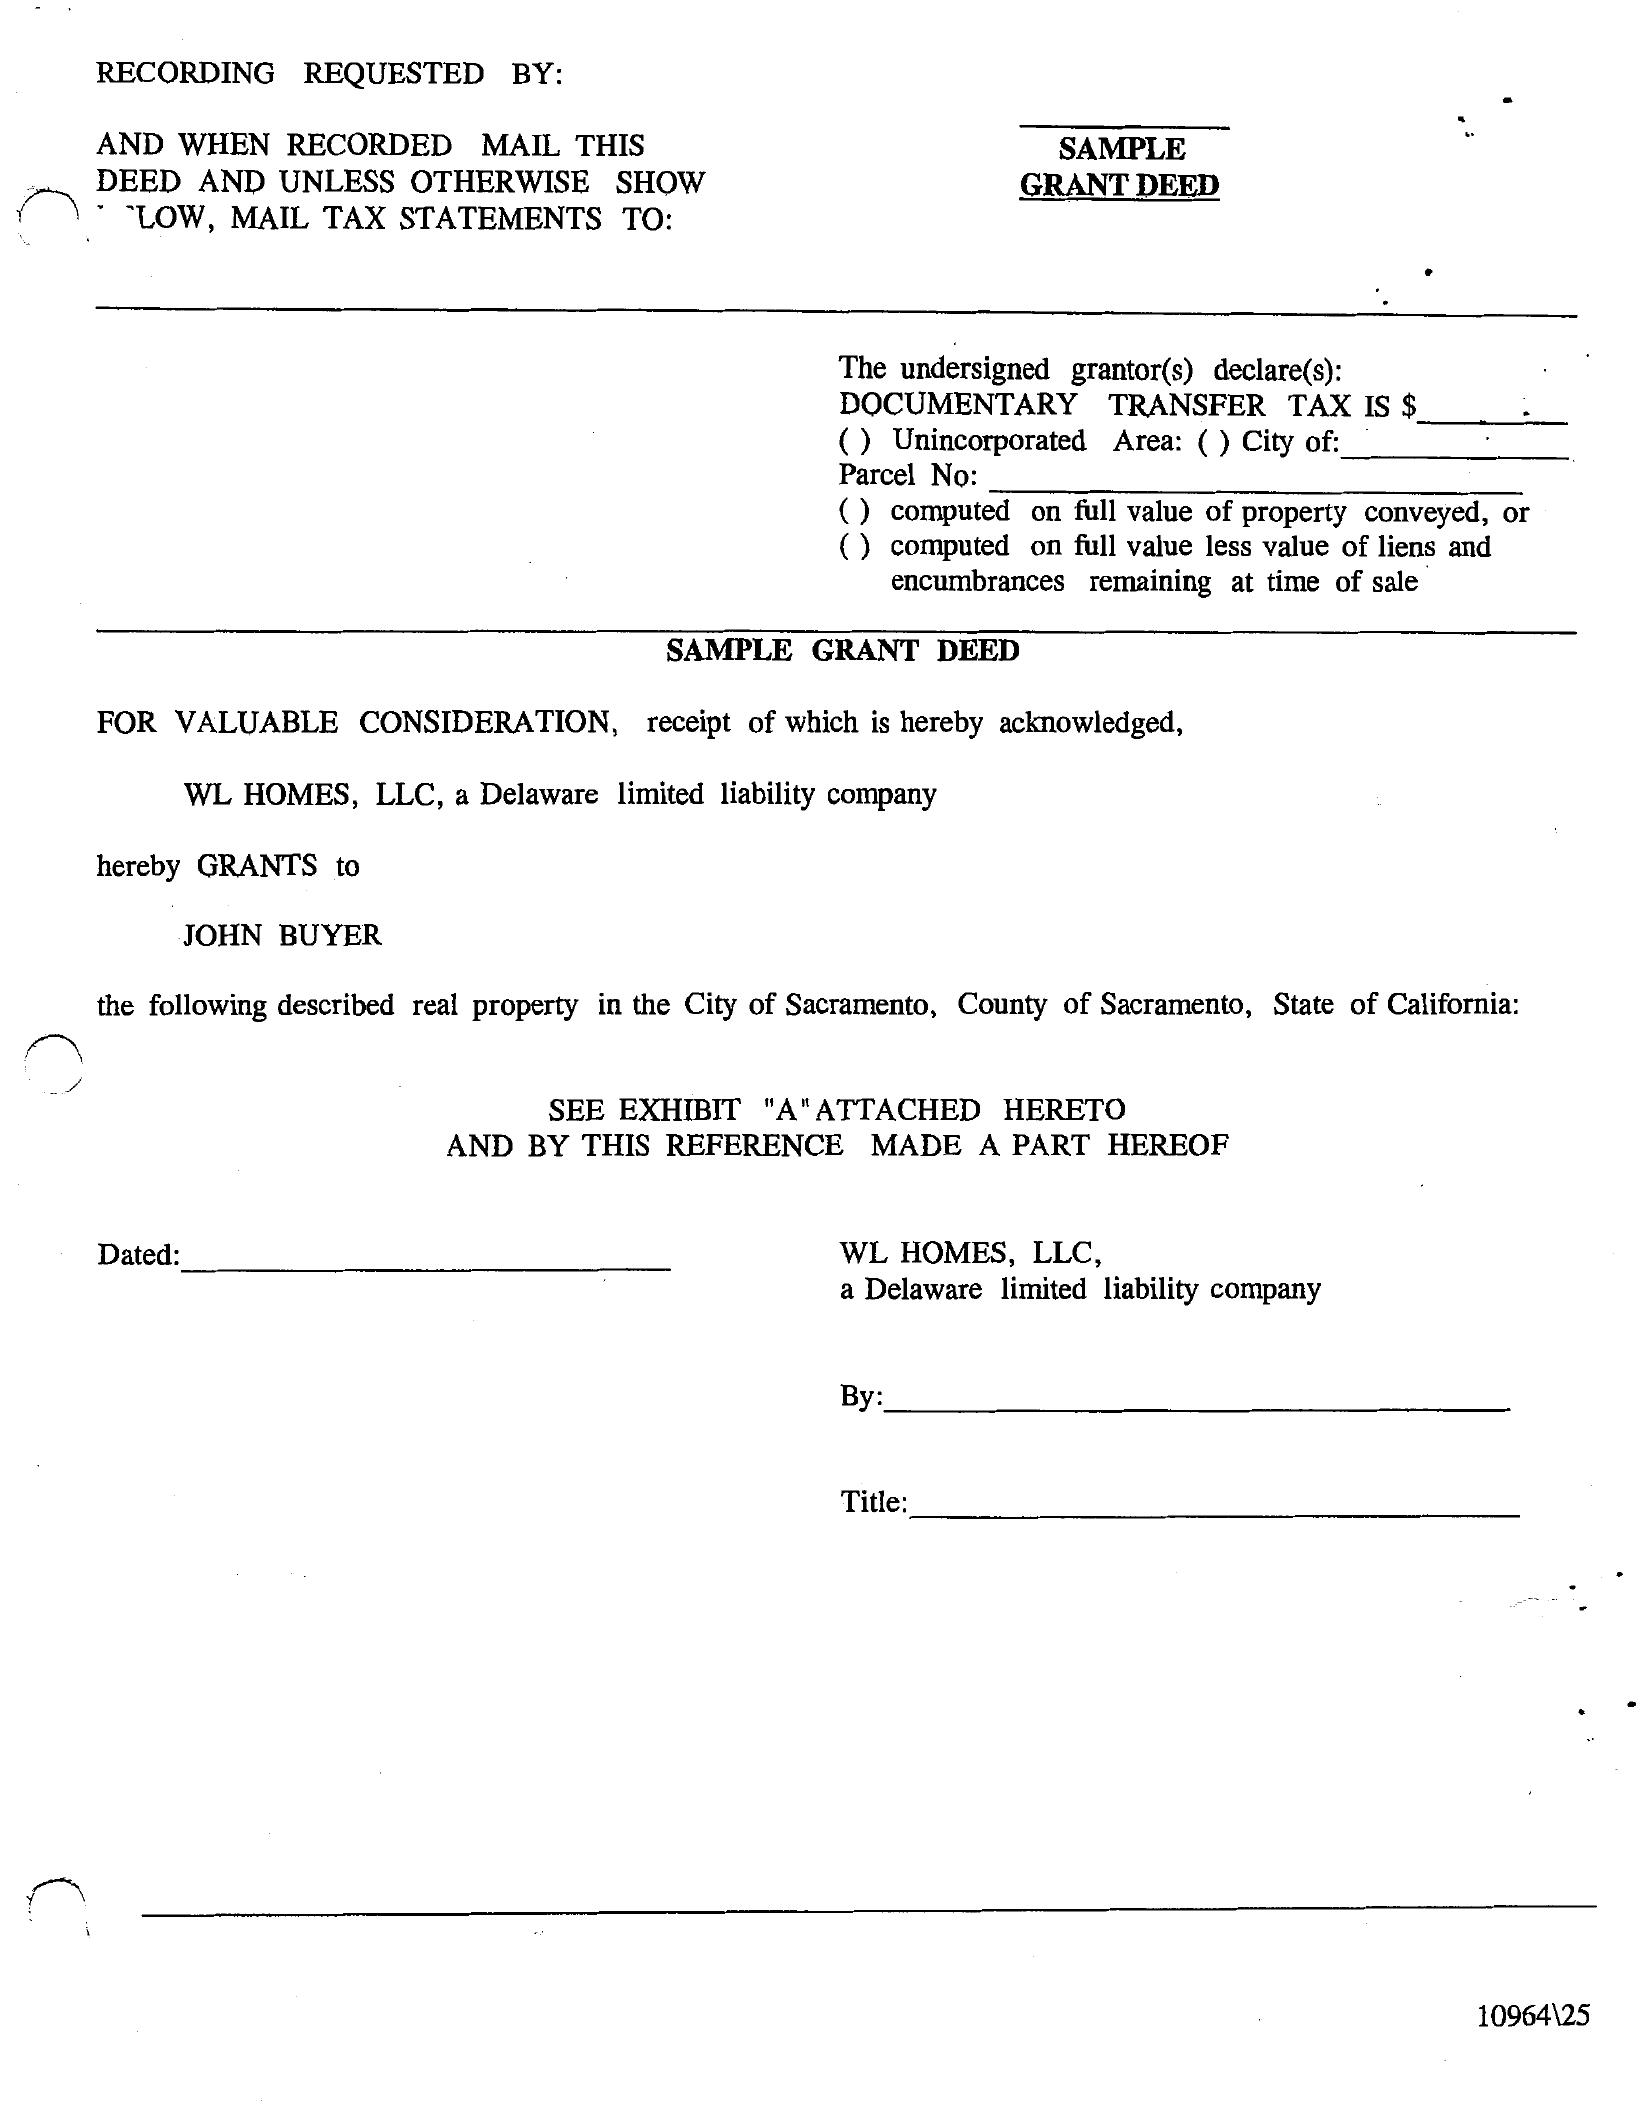 RECORDING REQUESTED BY:
AND WHEN RECORDED MAIL THIS
DEED AND UNLESS OTHERWISE SHOW
LOW, MAIL TAX STATEMENTS TO:
SAMPLE
GRANT DEED
The undersigned grantor(s) declare(s):
DOCUMENTARY TRANSFER TAX IS $
( ) Unincorporated Area: ( ) City of:
Parcel No:
( ) computed on full value of property conveyed, or
( ) computed on full value less value of liens and
encumbrances remaining at time of sale
SAMPLE GRANT DEED
FOR VALUABLE CONSIDERATION, receipt of which is hereby acknowledged,
WL HOMES, LLC, a Delaware limited liability company
hereby GRANTS to
JOHN BUYER
the following described real property in the City of Sacramento, County of Sacramento, State of California:
SEE EXHIBIT "A" ATTACHED HERETO
AND BY THIS REFERENCE MADE A PART HEREOF
Dated:
WL HOMES, LLC,
a Delaware limited liability company
By:
Title:
10964\25